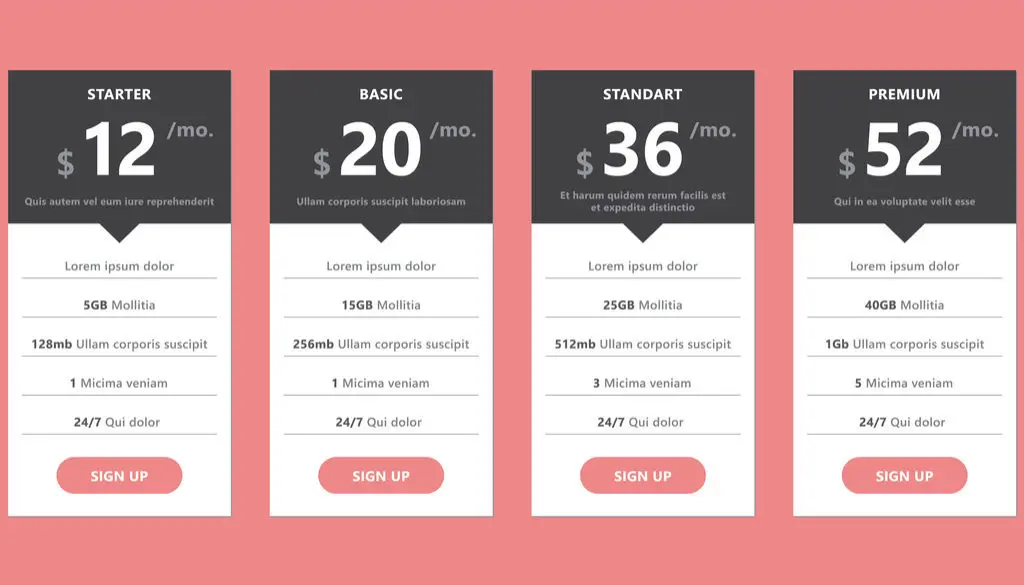 STARTER
$ 12 /mo.
Quis autem vel eum iure reprehenderit
Lorem ipsum dolor
5GB Mollitia
128mb Ullam corporis suscipit
1 Micima veniam
24/7 Qui dolor
SIGN UP
BASIC
$ 20 /mo.
Ullam corporis suscipit laboriosam
Lorem ipsum dolor
15GB Mollitia
256mb Ullam corporis suscipit
1 Micima veniam
24/7 Qui dolor
SIGN UP
STANDART
$ 36 /mo.
Et harum quidem rerum facilis est
et expedita distinctio
Lorem ipsum dolor
25GB Mollitia
512mb Ullam corporis suscipit
3 Micima veniam
24/7 Qui dolor
SIGN UP
PREMIUM
$ 52 /mo.
Qui in ea voluptate velit esse
Lorem ipsum dolor
40GB Mollitia
1Gb Ullam corporis suscipit
5 Micima veniam
24/7 Qui dolor
SIGN UP